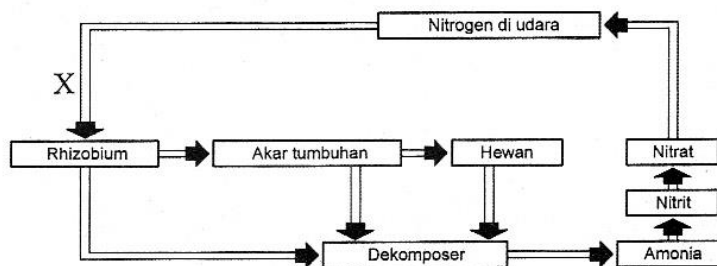 Nitrogen di udara
X
Rhizobium
Akar tumbuhan
Hewan
Nitrat
Nitrit
Dekomposer
Amonia